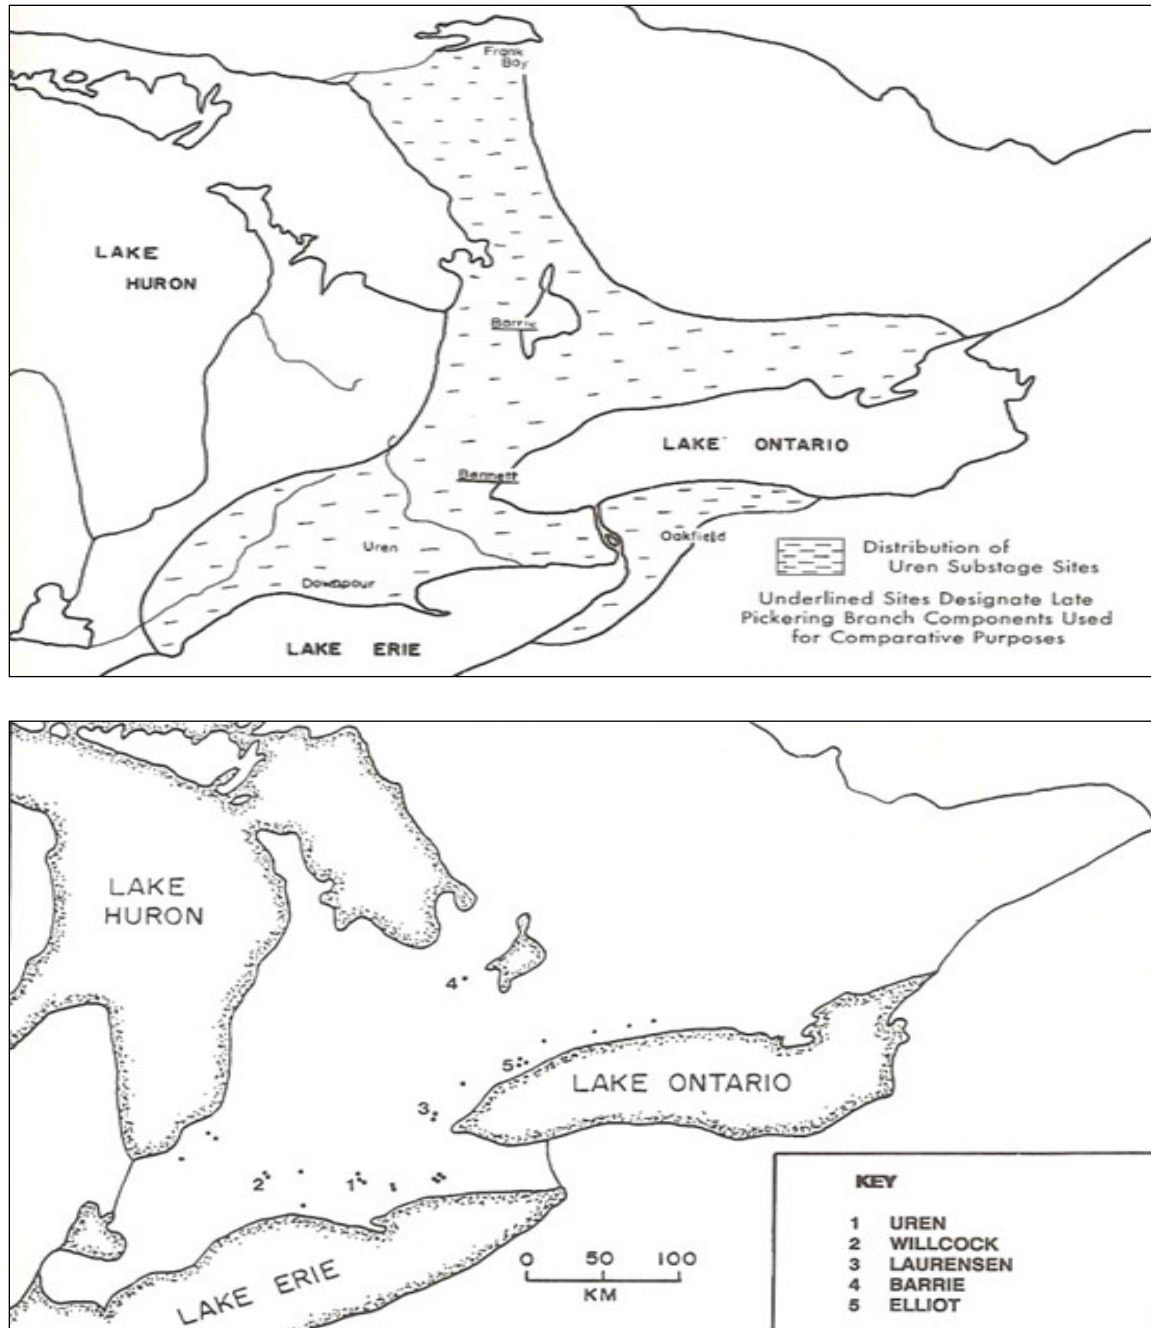 Frank
Bay
LAKE
HURON
Barrie
LAKE ONTARIO
Bennett
Oakfield
Uren
Downpour
LAKE ERIE
Distribution of
Uren Substage Sites
Underlined Sites Designate Late
Pickering Branch Components Used
for Comparative Purposes
LAKE
HURON
4
5
LAKE ONTARIO
3
2
1
LAKE ERIE
0 50 100
KM
KEY
1 UREN
2 WILLCOCK
3 LAURENSEN
4 BARRIE
5 ELLIOT